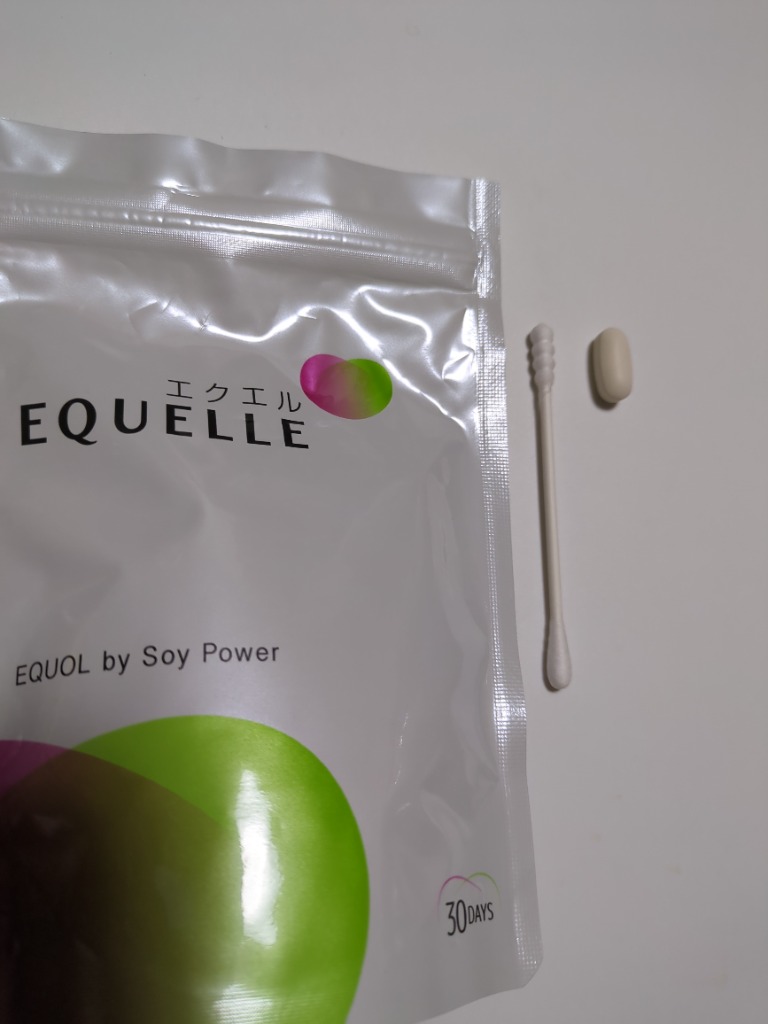 エクエル
EQUELLE
EQUOL by Soy Power
30DAYS